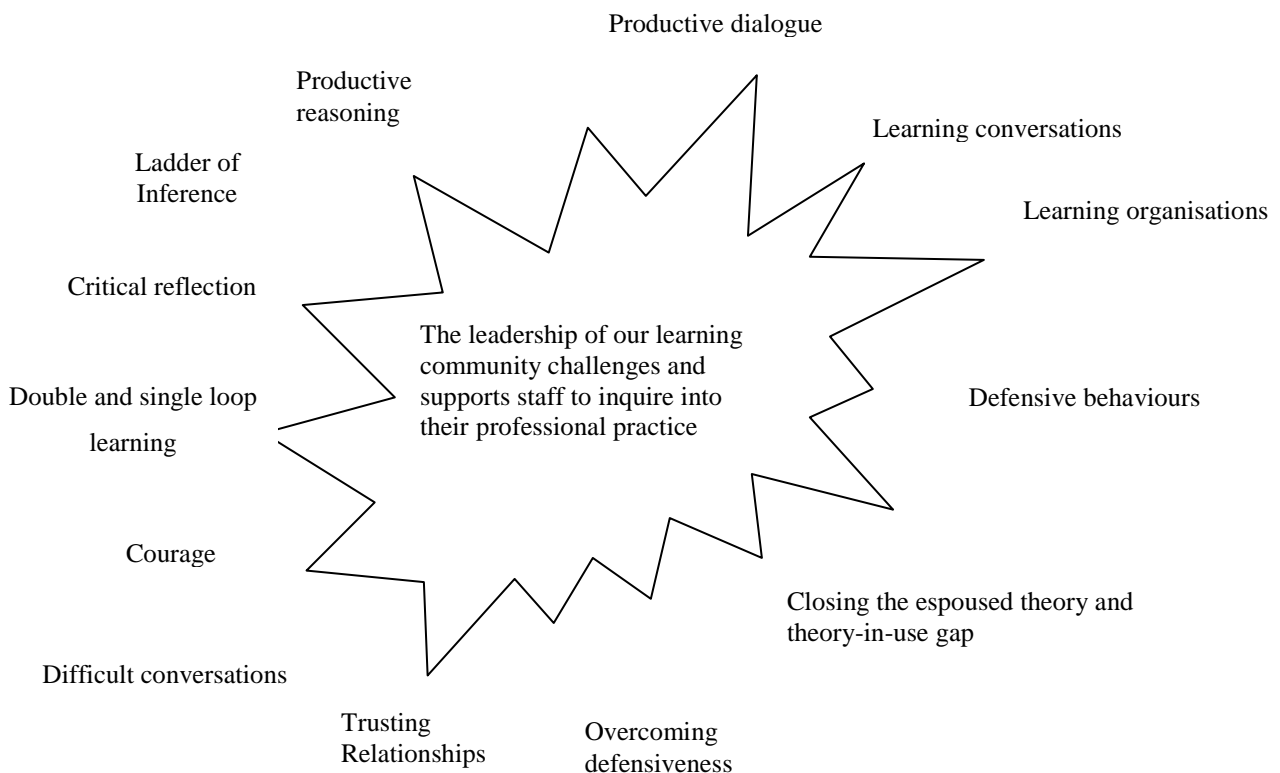 Productive dialogue
Productive
reasoning
Learning conversations
Ladder of
Inference
Learning organisations
Critical reflection
The leadership of our learning
community challenges and
supports staff to inquire into
their professional practice
Double and single loop
learning
Defensive behaviours
Courage
Closing the espoused theory and
theory-in-use gap
Difficult conversations
Trusting
Relationships
Overcoming
defensiveness